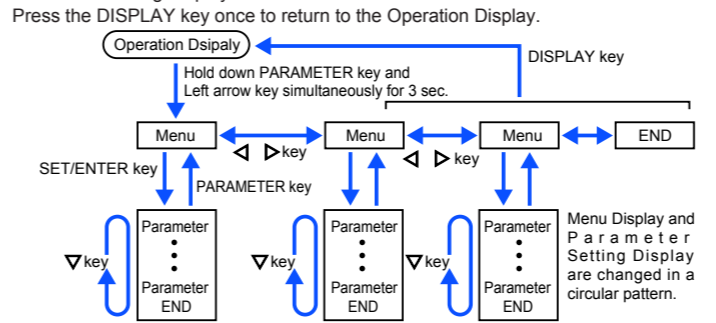 Press the DISPLAY key once to return to the Operation Display.
Operation Dsipaly
DISPLAY key
Hold down PARAMETER key and
Left arrow key simultaneously for 3 sec.
Menu
Menu
Menu
END
key
key
SET/ENTER key
PARAMETER key
Parameter
Parameter
END
key
Parameter
Parameter
END
key
Parameter
Parameter
END
key
Menu Display and
Parameter
Setting Display
are changed in a
circular pattern.